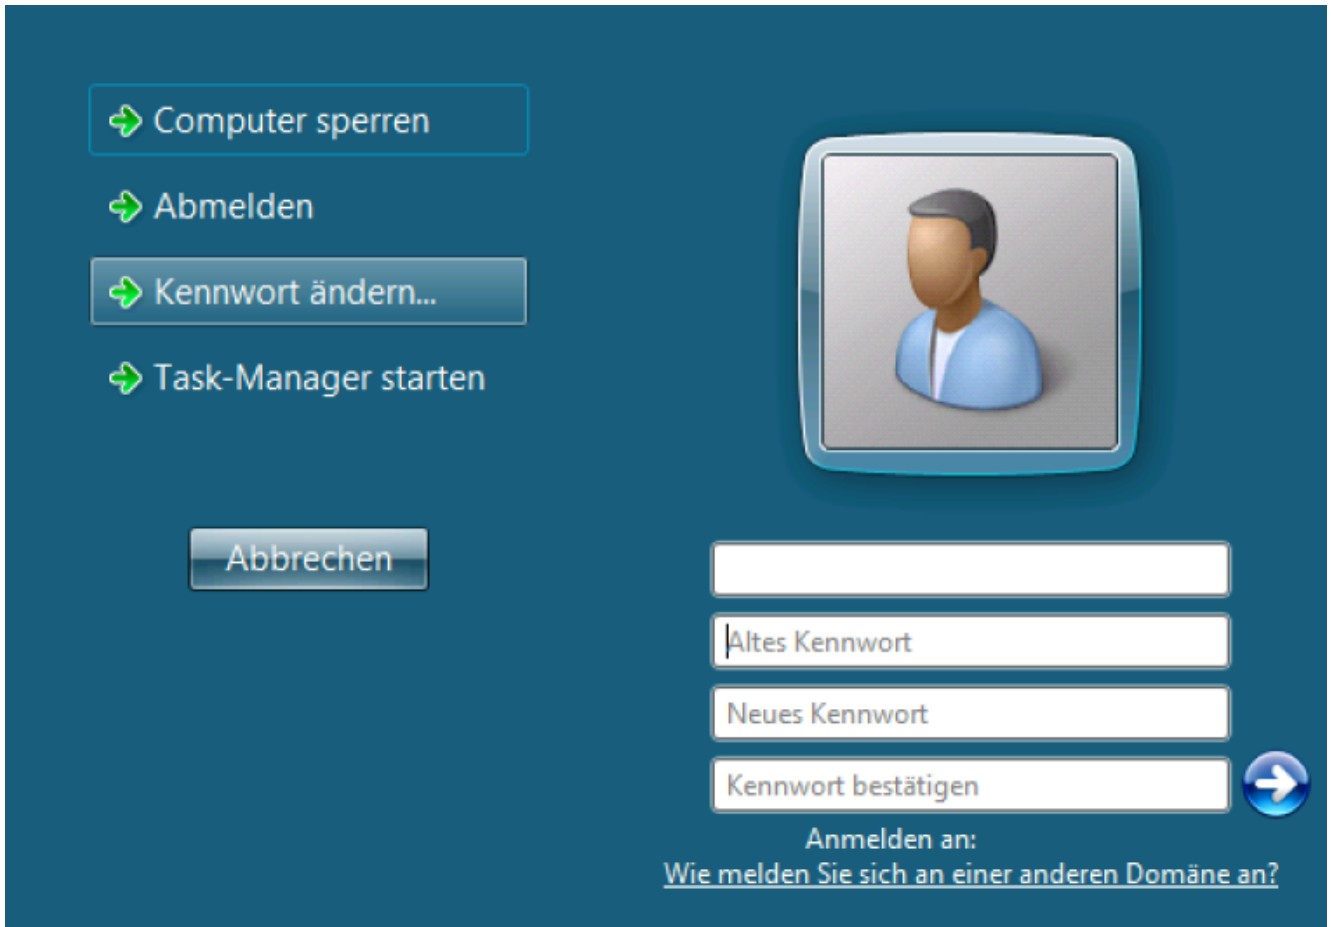 Computer sperren
Abmelden
Kennwort ändern...
Task-Manager starten
Abbrechen
Altes Kennwort
Neues Kennwort
Kennwort bestätigen
Anmelden an:
Wie melden Sie sich an einer anderen Domäne an?